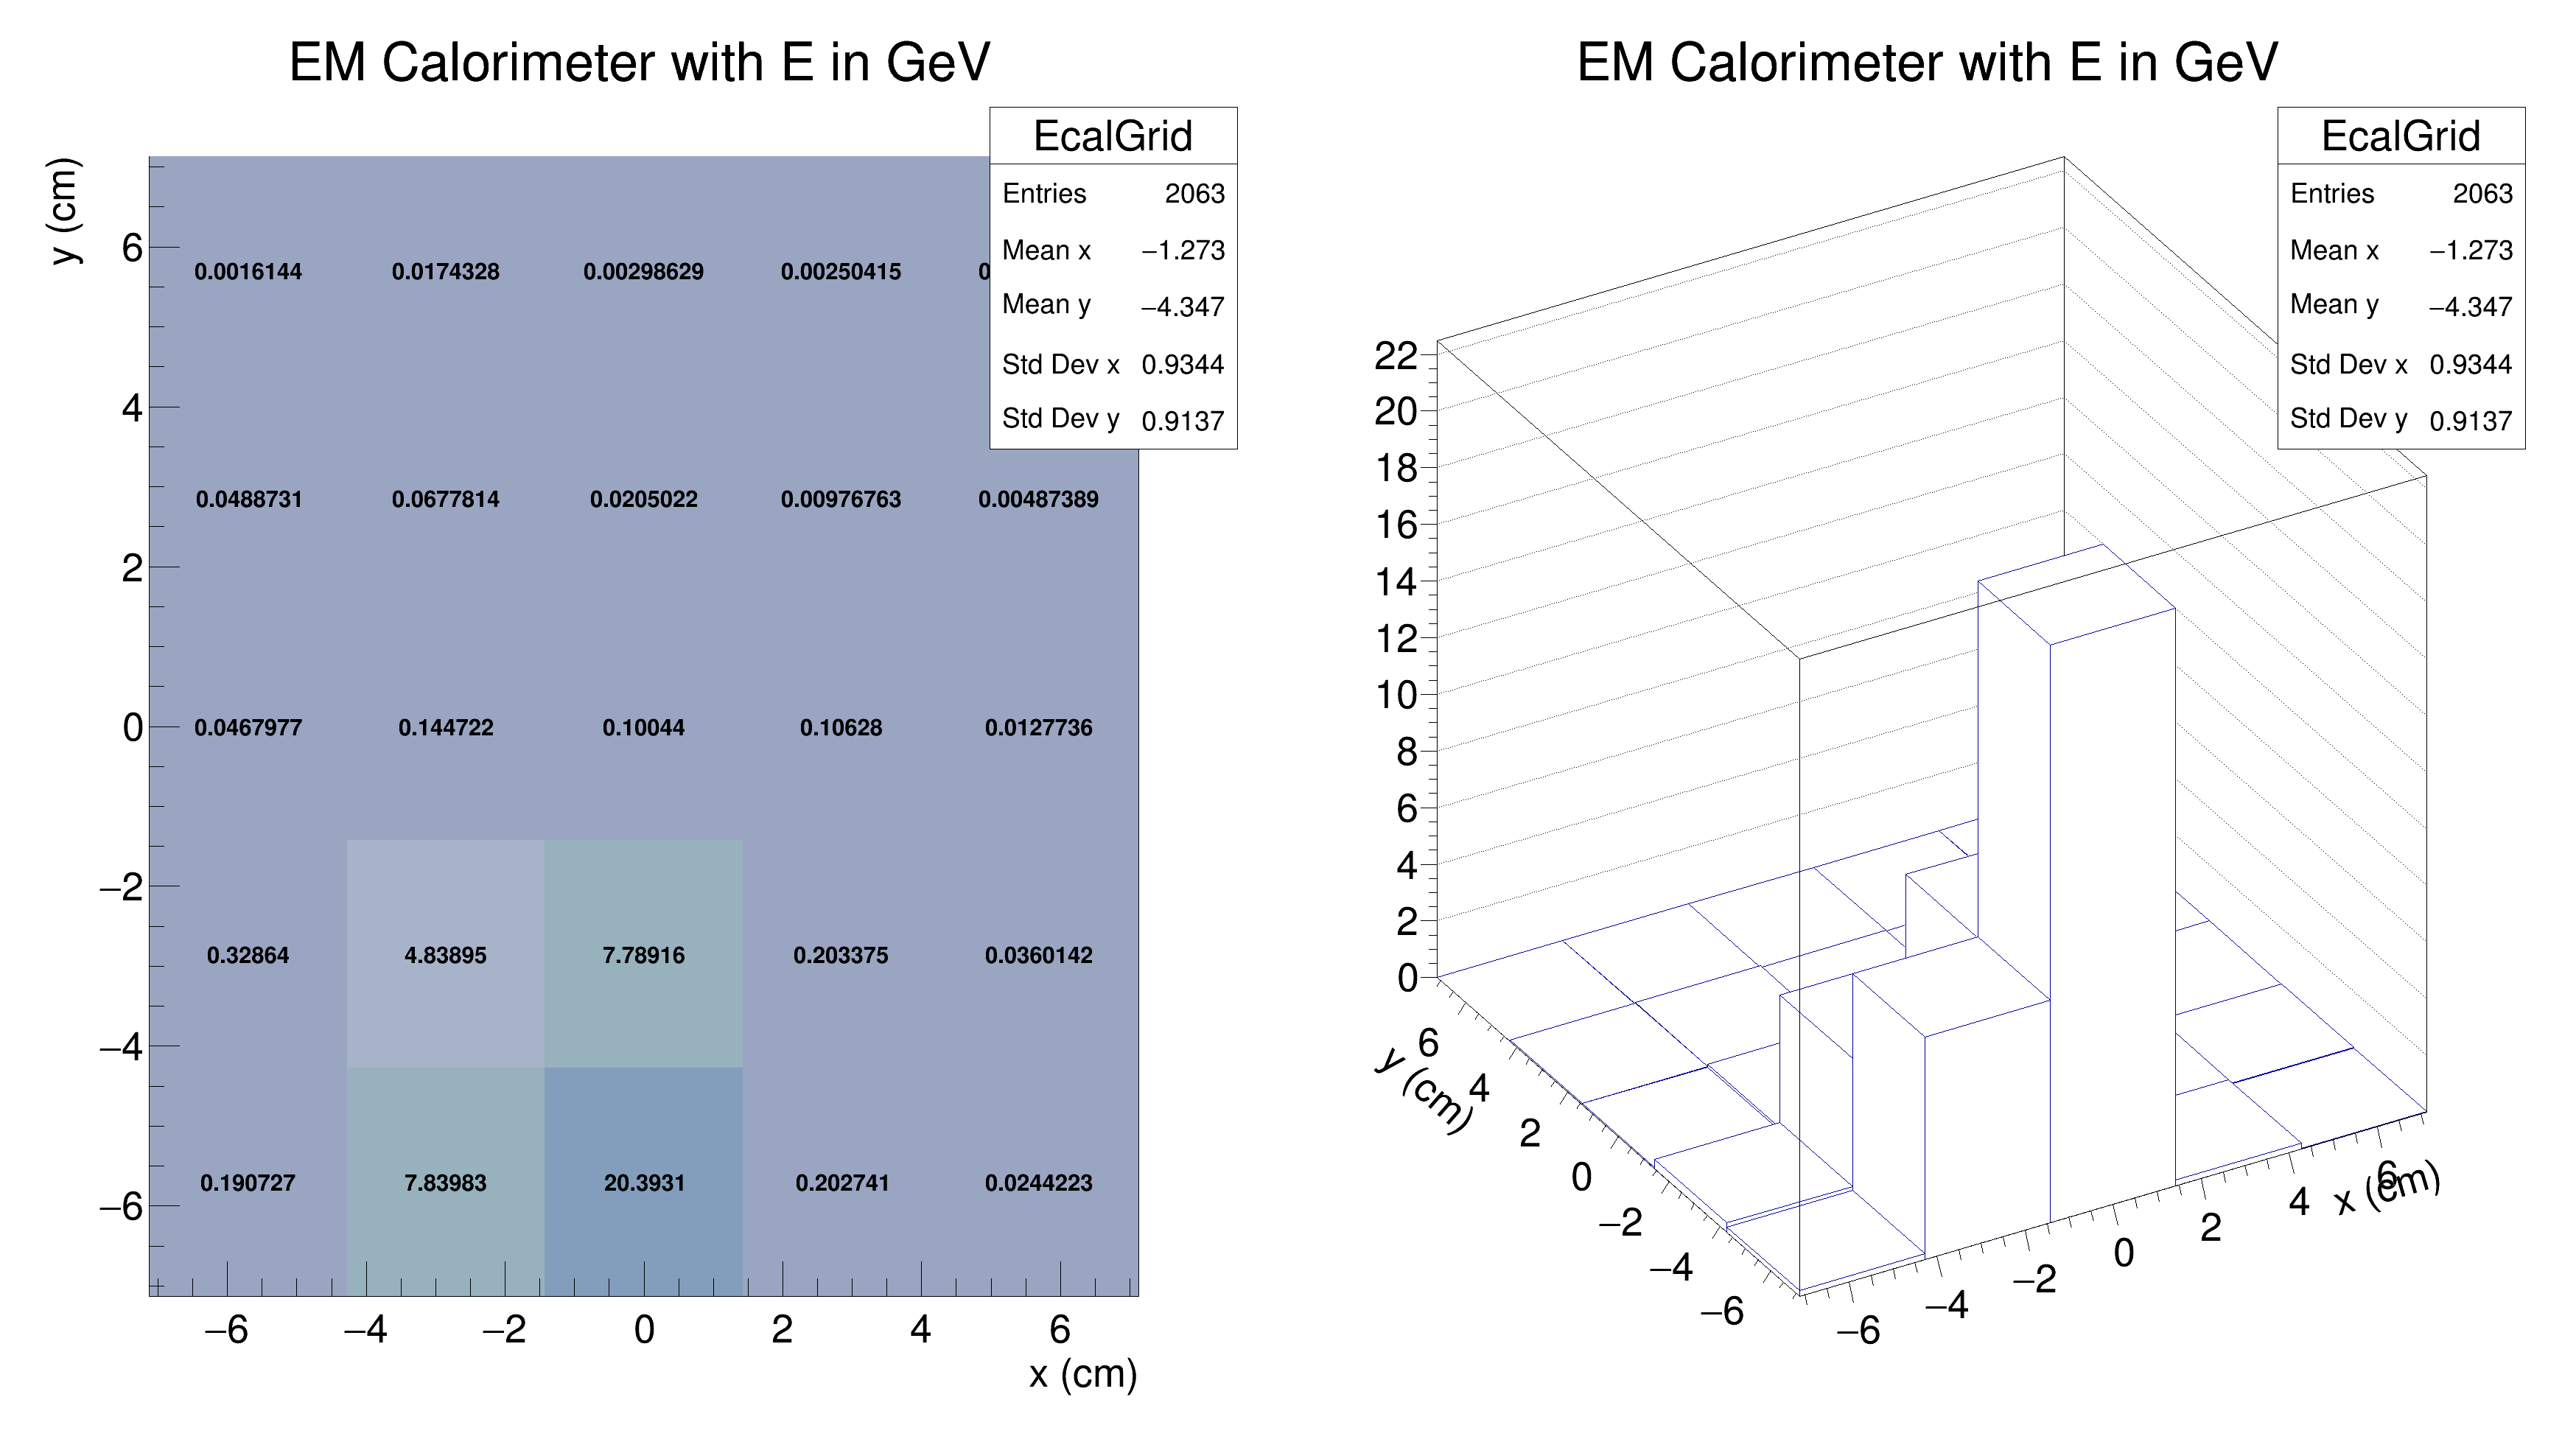 EM Calorimeter with E in GeV
EcalGrid
Entries 2063
Mean x −1.273
Mean y −4.347
Std Dev x 0.9344
Std Dev y 0.9137
y (cm)
6
4
2
0
−2
−4
−6
0.0016144 0.0174328 0.00298629 0.00250415
0.0488731 0.0677814 0.0205022 0.00976763 0.00487389
0.0467977 0.144722 0.10044 0.10628 0.0127736
0.32864 4.83895 7.78916 0.203375 0.0360142
0.190727 7.83983 20.3931 0.202741 0.0244223
−6 −4 −2 0 2 4 6
x (cm)
EM Calorimeter with E in GeV
EcalGrid
Entries 2063
Mean x −1.273
Mean y −4.347
Std Dev x 0.9344
Std Dev y 0.9137
22
20
18
16
14
12
10
8
6
4
2
0
6
4
2
0
−2
−4
−6
y (cm)
−6 −4 −2 0 2 4 6
x (cm)